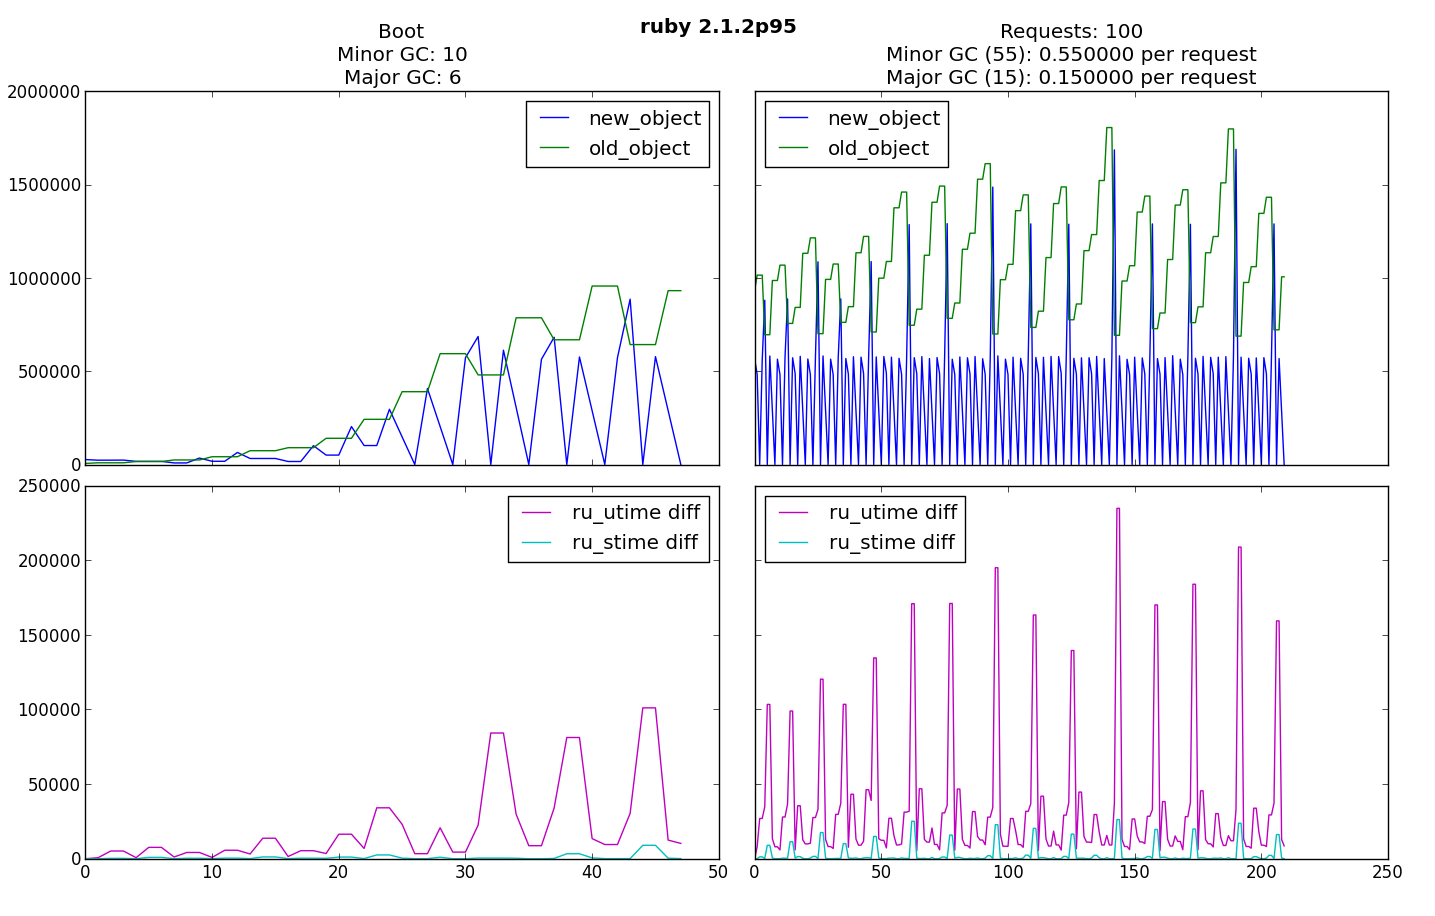 ruby 2.1.2p95
Boot
Minor GC: 10
Major GC: 6
Requests: 100
Minor GC (55): 0.550000 per request
Major GC (15): 0.150000 per request
2000000
1500000
1000000
500000
0
new_object
old_object
new_object
old_object
250000
200000
150000
100000
50000
0
ru_utime diff
ru_stime diff
ru_utime diff
ru_stime diff
0 10 20 30 40 50
0 50 100 150 200 250